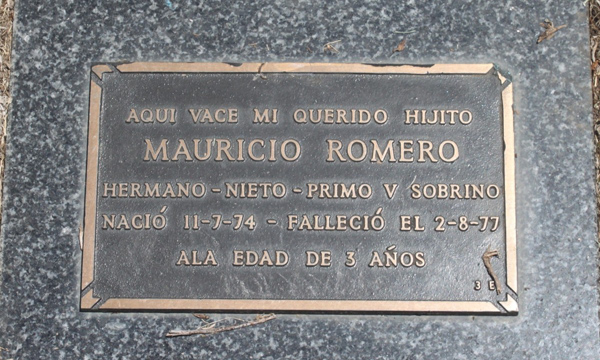 AQUI VACE MI QUERIDO HIJITO
MAURICIO ROMERO
HERMANO - NIETO - PRIMO V SOBRINO
NACIÓ 11-7-74 - FALLECIÓ EL 2-8-77
ALA EDAD DE 3 AÑOS
3 E